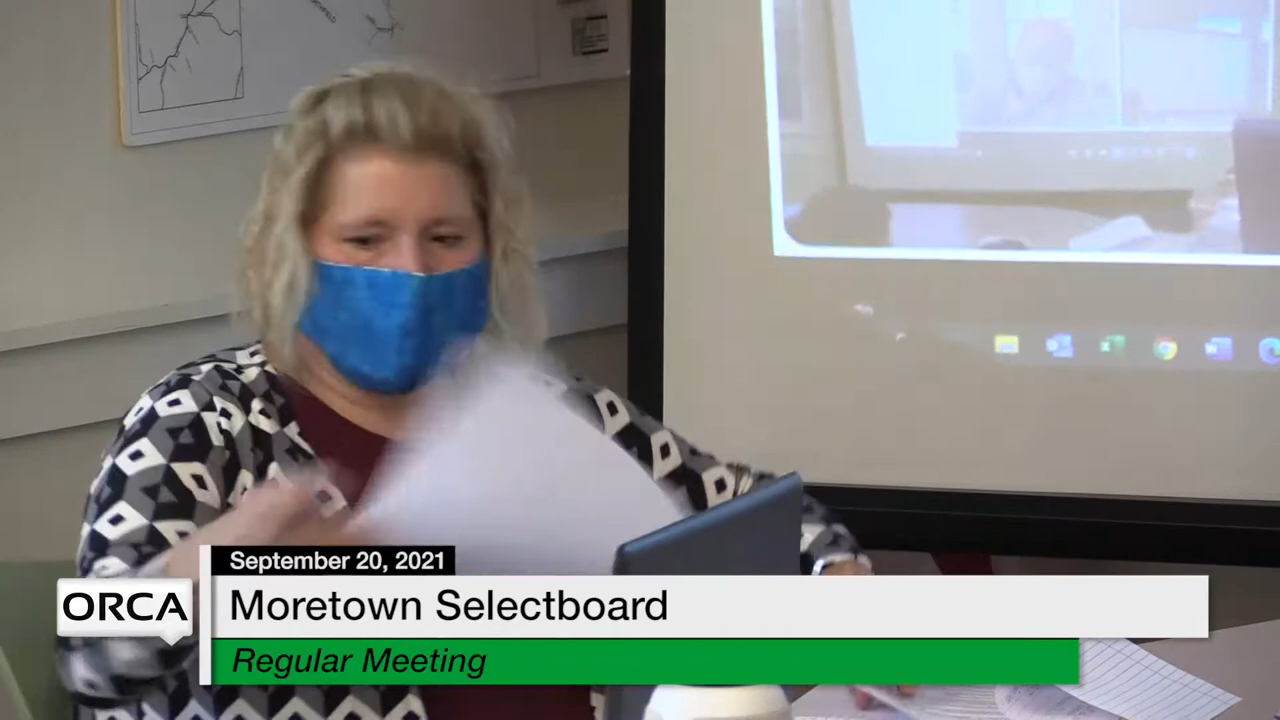 September 20, 2021
ORCA
Moretown Selectboard
Regular Meeting